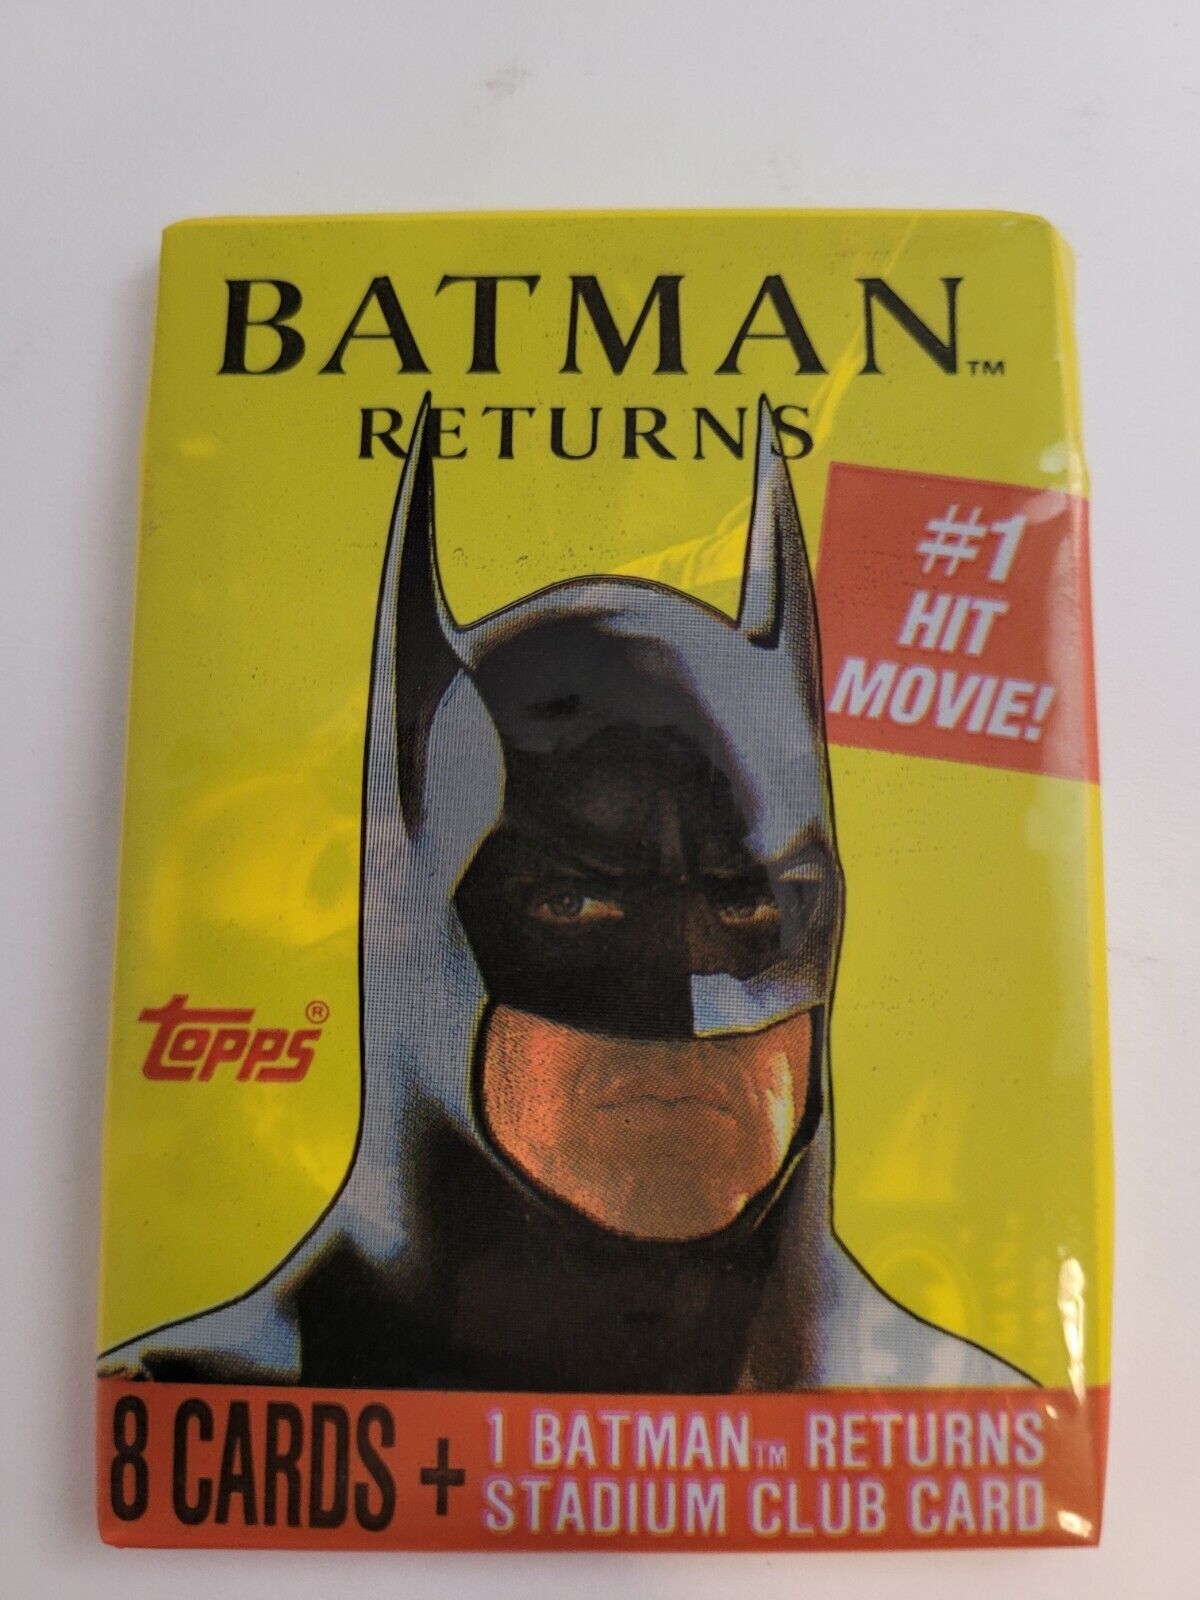 BATMAN™
RETURNS
#1
HIT
MOVIE!
topps®
8 CARDS + 1 BATMAN™ RETURNS
STADIUM CLUB CARD